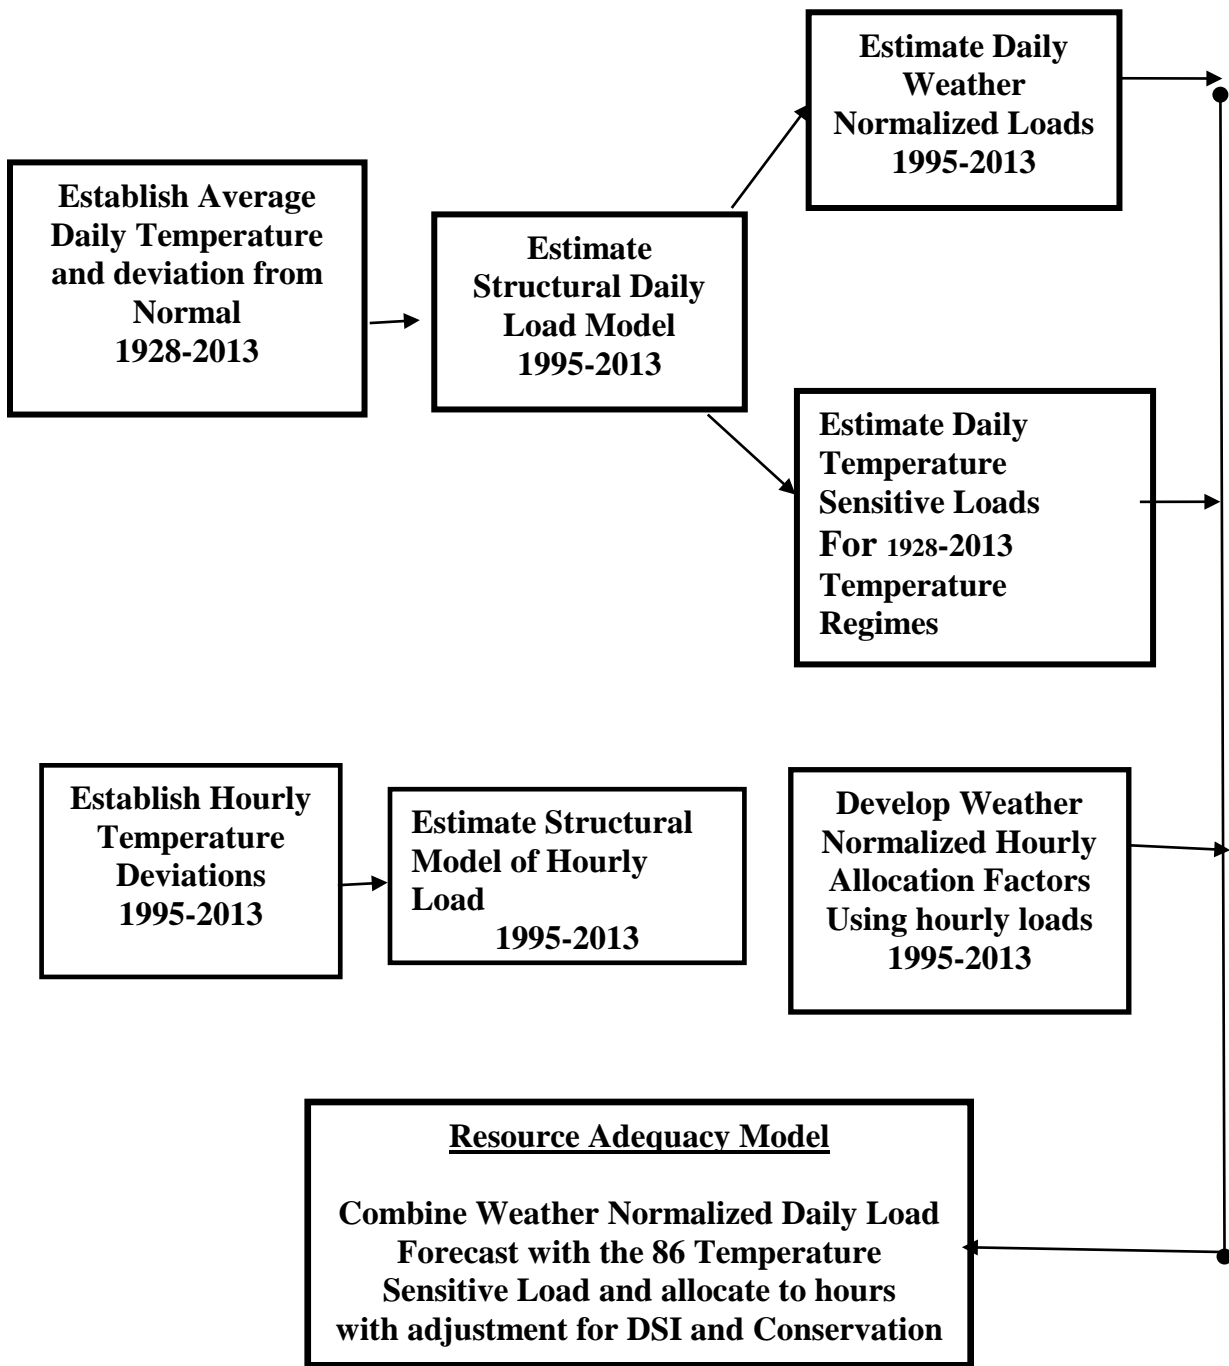 Estimate Daily
Weather
Normalized Loads
1995-2013
Establish Average
Daily Temperature
and deviation from
Normal
1928-2013
Estimate
Structural Daily
Load Model
1995-2013
Estimate Daily
Temperature
Sensitive Loads
For 1928-2013
Temperature
Regimes
Establish Hourly
Temperature
Deviations
1995-2013
Estimate Structural
Model of Hourly
Load
1995-2013
Develop Weather
Normalized Hourly
Allocation Factors
Using hourly loads
1995-2013
Resource Adequacy Model
Combine Weather Normalized Daily Load
Forecast with the 86 Temperature
Sensitive Load and allocate to hours
with adjustment for DSI and Conservation